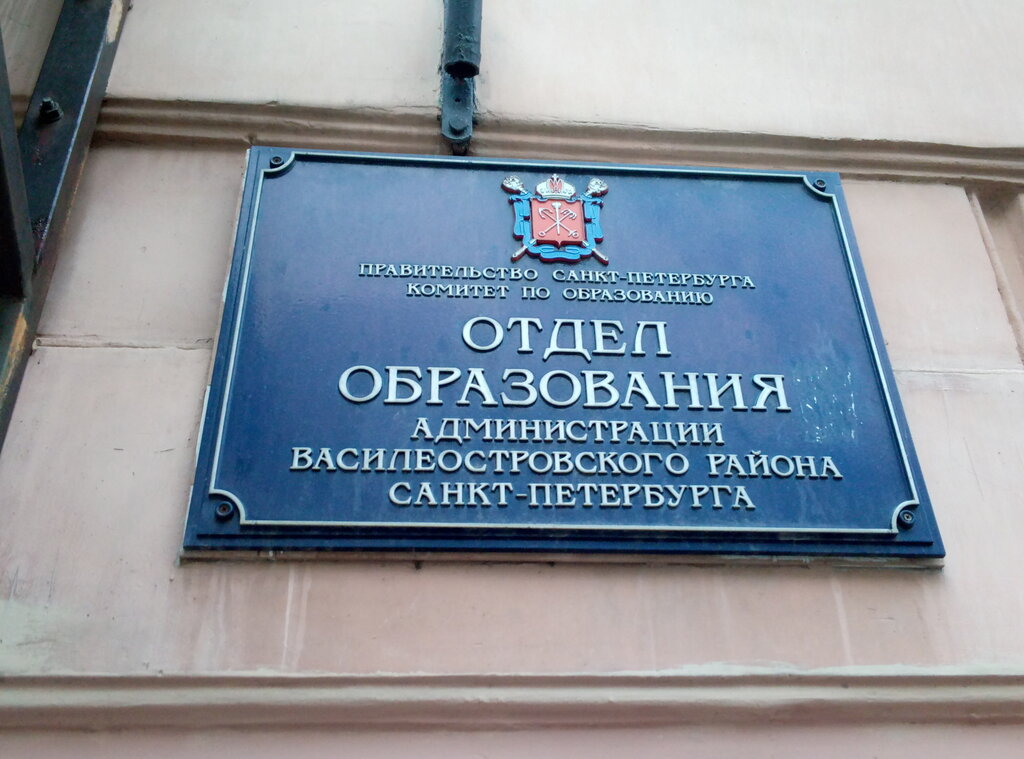 ПРАВИТЕЛЬСТВО САНКТ-ПЕТЕРБУРГА
КОМИТЕТ ПО ОБРАЗОВАНИЮ
ОТДЕЛ
ОБРАЗОВАНИЯ
АДМИНИСТРАЦИИ
ВАСИЛЕОСТРОВСКОГО РАЙОНА
САНКТ-ПЕТЕРБУРГА